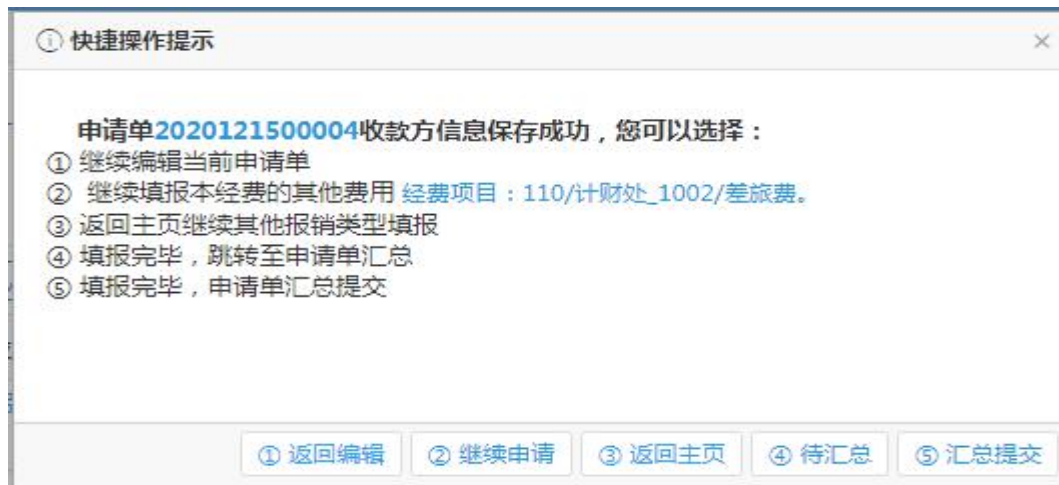 ⓘ 快捷操作提示 ×
申请单2020121500004收款方信息保存成功，您可以选择：
① 继续编辑当前申请单
② 继续填报本经费的其他费用 经费项目：110/计财处_1002/差旅费。
③ 返回主页继续其他报销类型填报
④ 填报完毕，跳转至申请单汇总
⑤ 填报完毕，申请单汇总提交
① 返回编辑 ② 继续申请 ③ 返回主页 ④ 待汇总 ⑤ 汇总提交